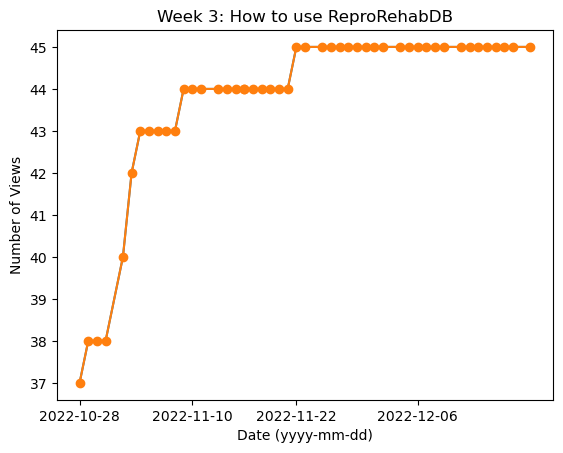 Week 3: How to use ReproRehabDB
45
44
43
42
41
40
39
38
37
Number of Views
2022-10-28 2022-11-10 2022-11-22 2022-12-06
Date (yyyy-mm-dd)